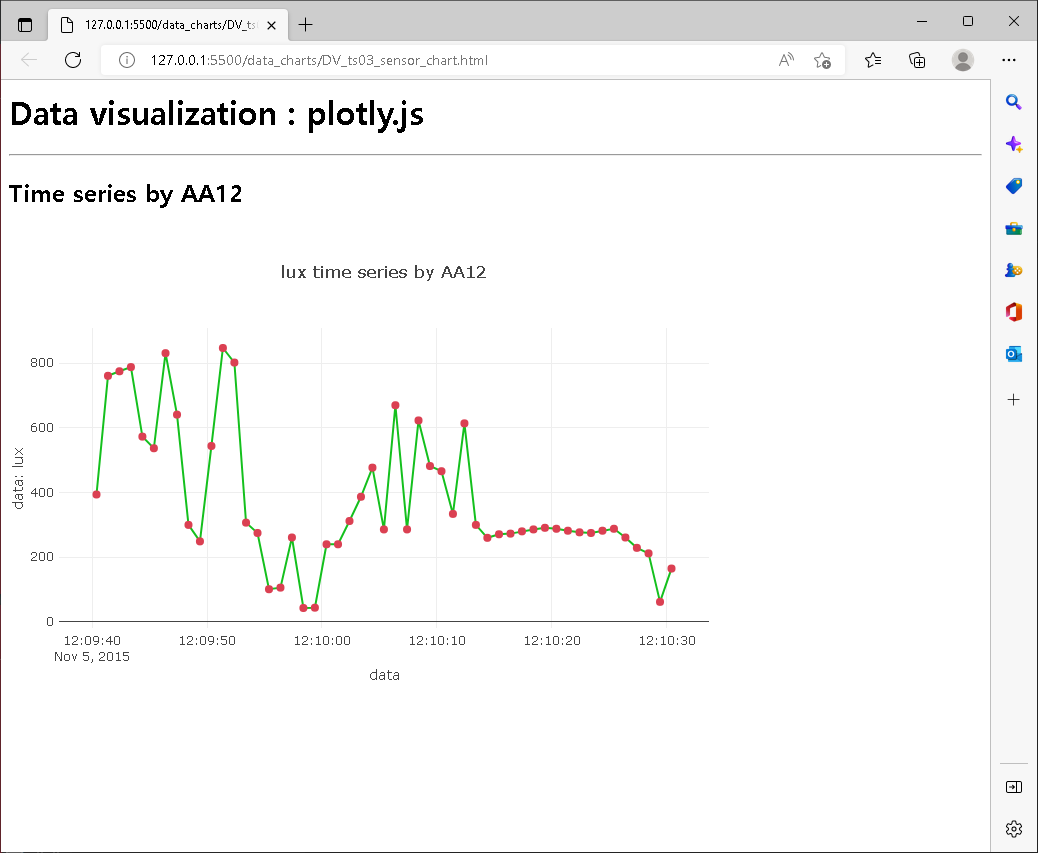 127.0.0.1:5500/data_charts/DV_ts
127.0.0.1:5500/data_charts/DV_ts03_sensor_chart.html
Data visualization : plotly.js
Time series by AA12
lux time series by AA12
800
600
400
200
0
data: lux
12:09:40 12:09:50 12:10:00 12:10:10 12:10:20 12:10:30
Nov 5, 2015
data